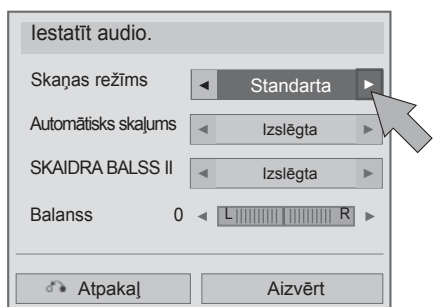 Iestatīt audio.
Skaņas režīms ◄ Standarta ►
Automātisks skaļums ◄ Izslēgta ►
SKAIDRA BALSS II ◄ Izslēgta ►
Balanss 0 ◄ L R ►
Atpakaļ Aizvērt